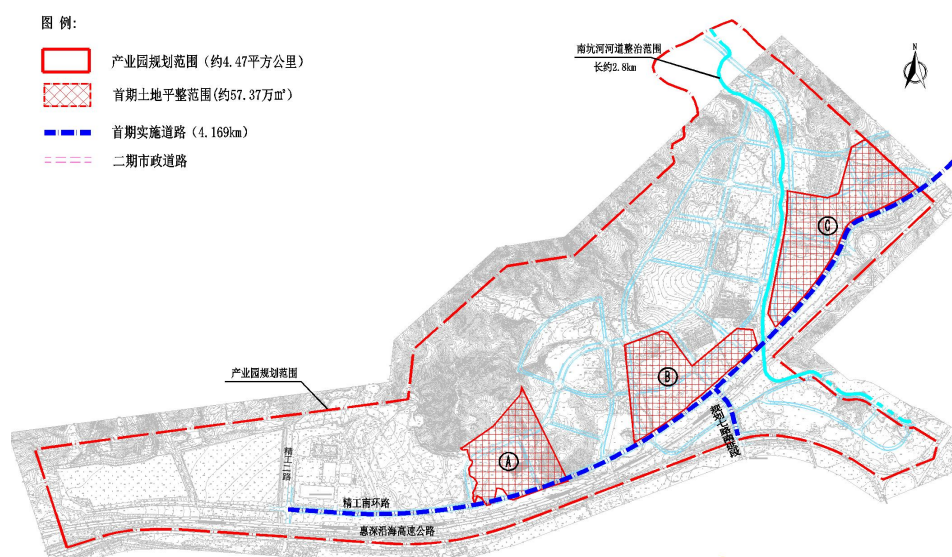 图 例:
产业园规划范围（约4.47平方公里）
首期土地平整范围(约57.37万㎡)
首期实施道路（4.169km）
二期市政道路
南坑河河道整治范围
长约2.8km
N
C
B
A
产业园规划范围
精工二路
精工南环路
惠深沿海高速公路